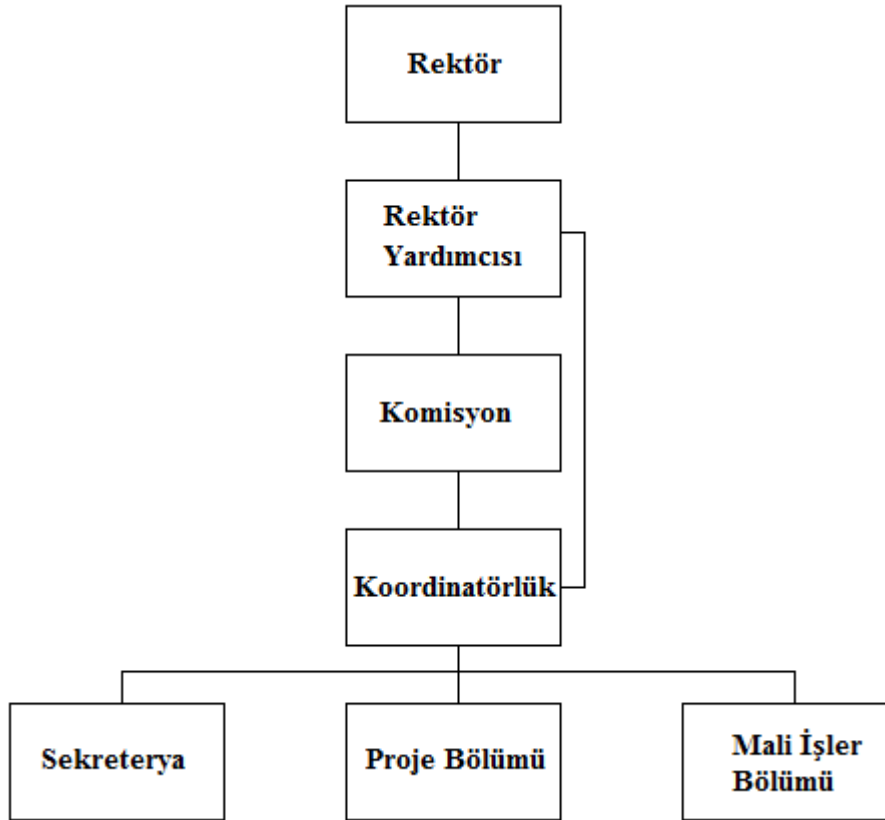 Rektör
Rektör
Yardımcısı
Komisyon
Koordinatörlük
Sekreterya
Proje Bölümü
Mali İşler
Bölümü